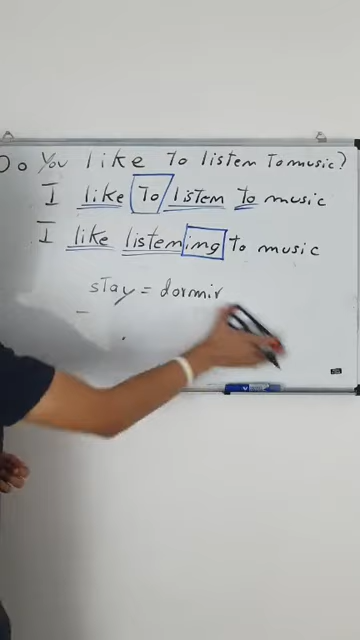 Do You like To listen To music?
I like To listen to music
I like listening to music
stay = dormir